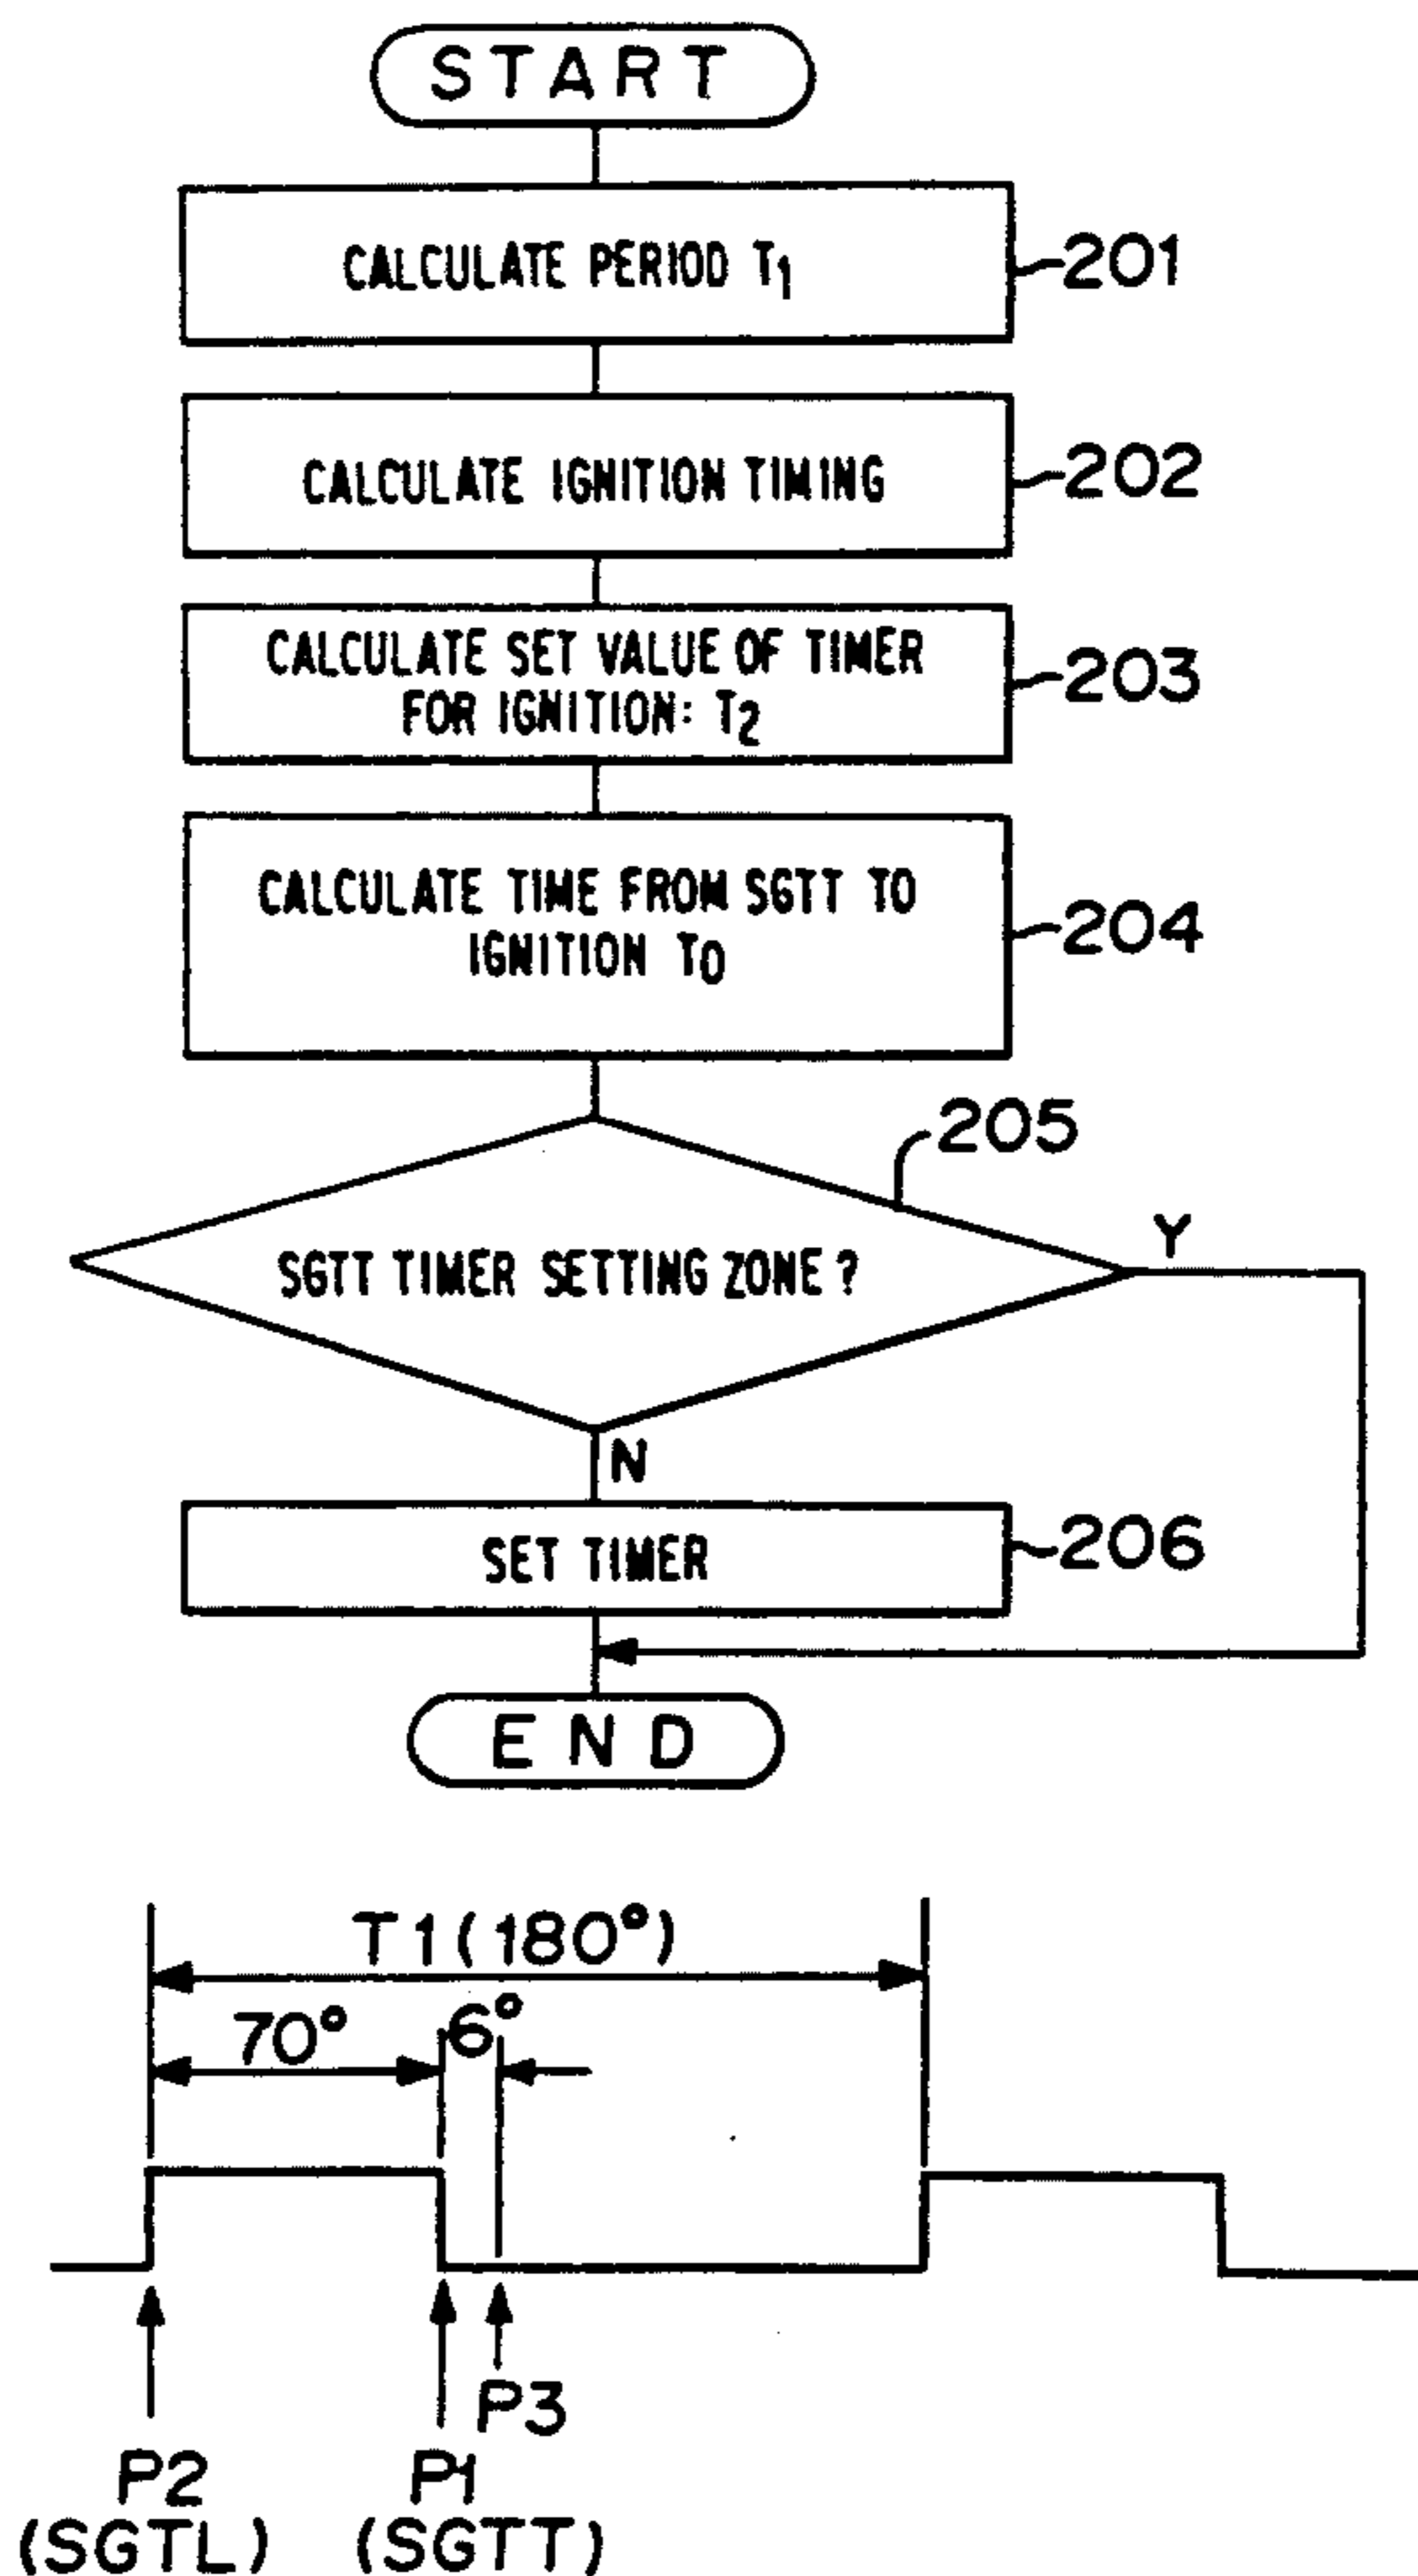 START
CALCULATE PERIOD T1
201
CALCULATE IGNITION TIMING
202
CALCULATE SET VALUE OF TIMER
FOR IGNITION: T2
203
CALCULATE TIME FROM SGTT TO
IGNITION T0
204
205
SGTT TIMER SETTING ZONE ?
Y
N
SET TIMER
206
END
T1(180°)
70°
6°
P3
P2
(SGTL)
P1
(SGTT)